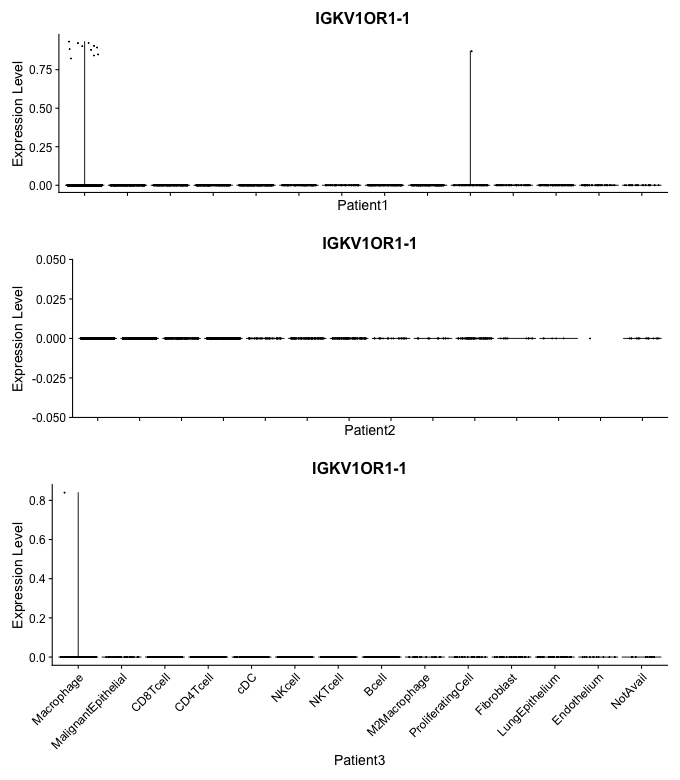 IGKV1OR1-1
Expression Level
0.75
0.50
0.25
0.00
Patient1
IGKV1OR1-1
Expression Level
0.050
0.025
0.000
-0.025
-0.050
Patient2
IGKV1OR1-1
Expression Level
0.8
0.6
0.4
0.2
0.0
Macrophage
MalignantEpithelial
CD8Tcell
CD4Tcell
cDC
NKcell
NKTcell
Bcell
M2Macrophage
ProliferatingCell
Fibroblast
LungEpithelium
Endothelium
NotAvail
Patient3